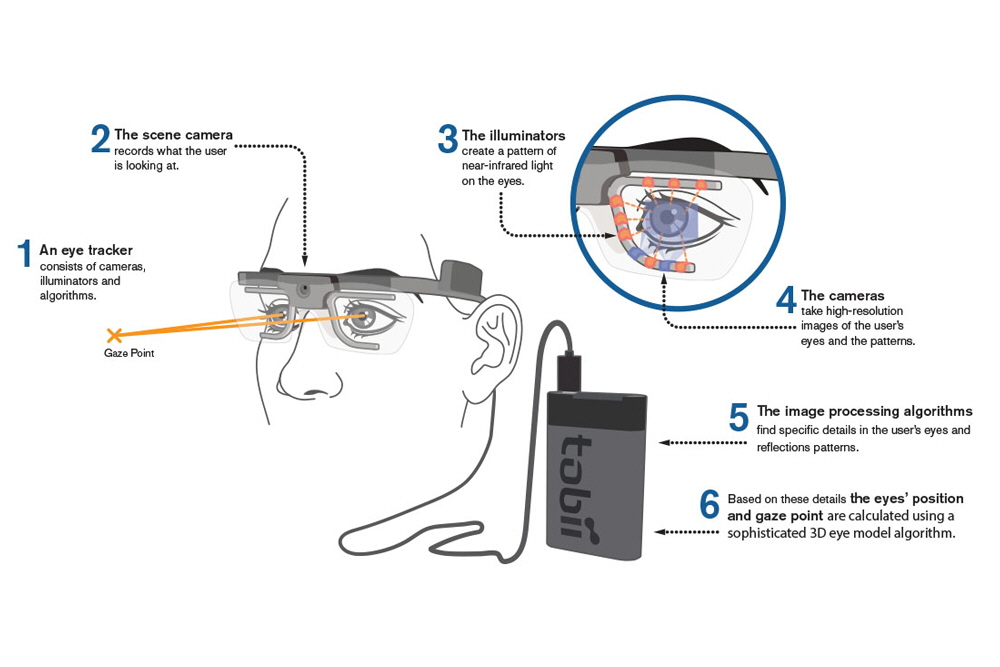 1 An eye tracker
consists of cameras,
illuminators and
algorithms.
2 The scene camera
records what the user
is looking at.
3 The illuminators
create a pattern of
near-infrared light
on the eyes.
4 The cameras
take high-resolution
images of the user's
eyes and the patterns.
Gaze Point
5 The image processing algorithms
find specific details in the user's eyes and
reflections patterns.
6 Based on these details the eyes' position
and gaze point are calculated using a
sophisticated 3D eye model algorithm.
tobii